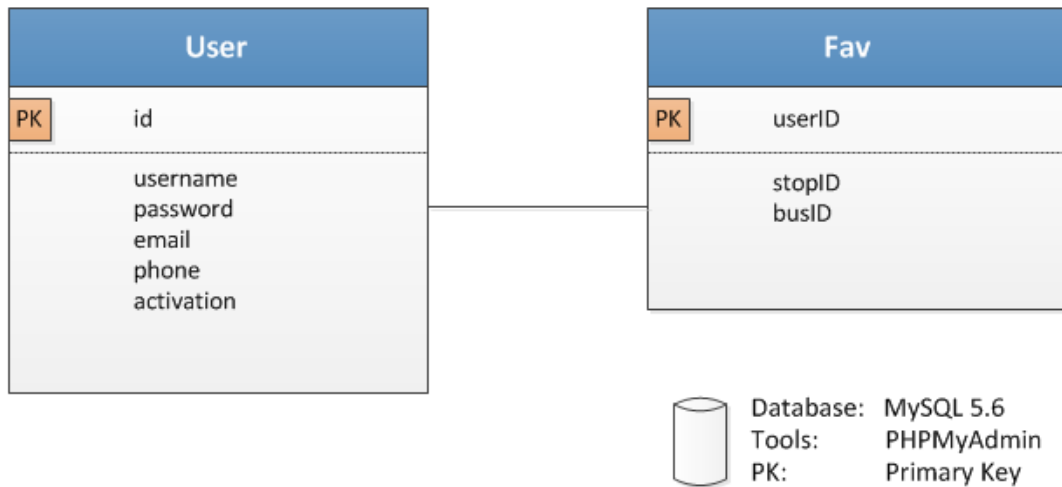 User
PK id
username
password
email
phone
activation
Fav
PK userID
stopID
busID
Database: MySQL 5.6
Tools: PHPMyAdmin
PK: Primary Key